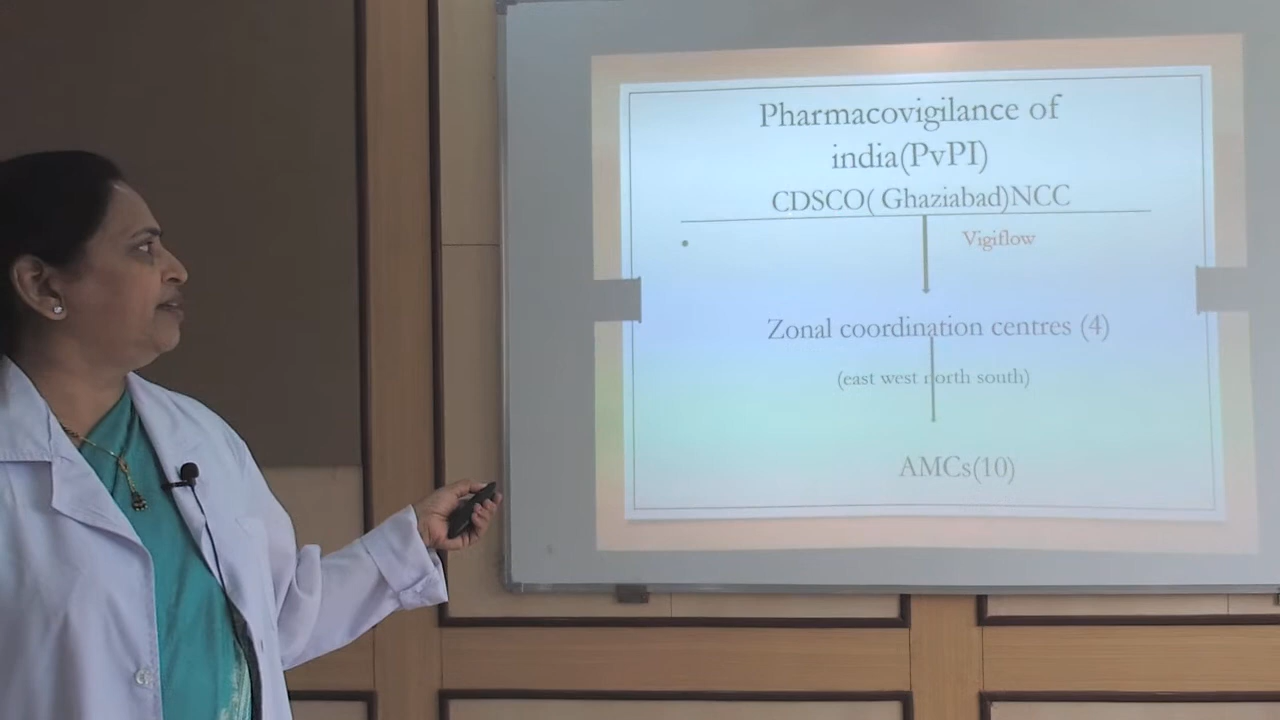 Pharmacovigilance of
india(PvPI)
CDSCO( Ghaziabad)NCC
Vigiflow
Zonal coordination centres (4)
(east west north south)
AMCs(10)